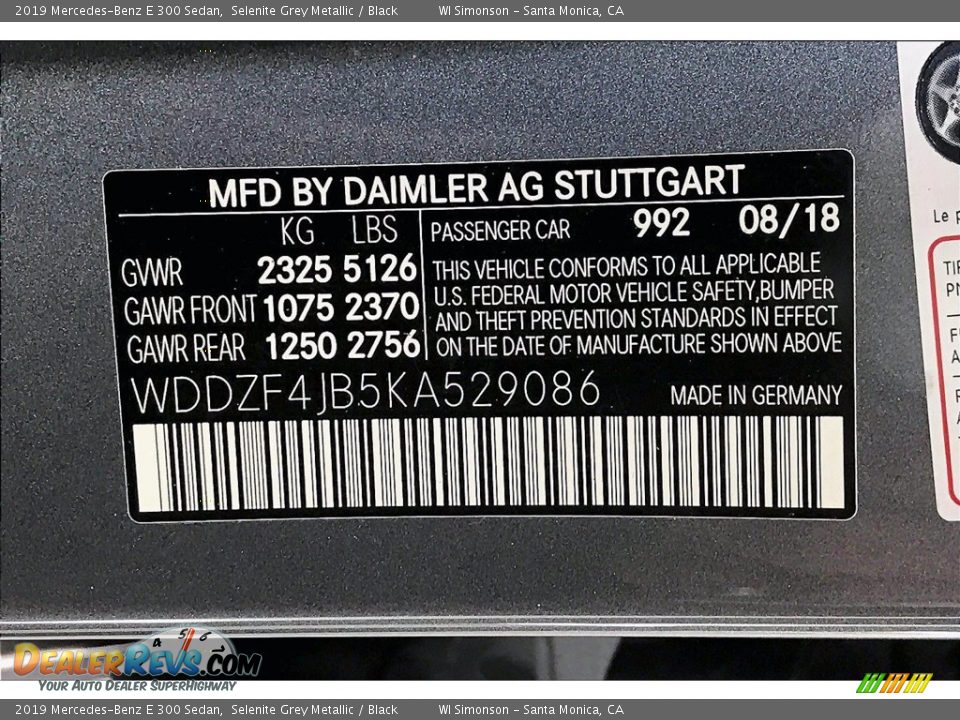 2019 Mercedes-Benz E 300 Sedan,  Selenite Grey Metallic / Black WI Simonson - Santa Monica, CA
MFD BY DAIMLER AG STUTTGART
KG LBS
GVWR 2325 5126
GAWR FRONT 1075 2370
GAWR REAR 1250 2756
PASSENGER CAR 992 08/18
THIS VEHICLE CONFORMS TO ALL APPLICABLE
U.S. FEDERAL MOTOR VEHICLE SAFETY,BUMPER
AND THEFT PREVENTION STANDARDS IN EFFECT
ON THE DATE OF MANUFACTURE SHOWN ABOVE
WDDZF4JB5KA529086 MADE IN GERMANY
Le
4 5 6
DEALERREVS.COM
YOUR AUTO DEALER SUPERHIGHWAY
2019 Mercedes-Benz E 300 Sedan,  Selenite Grey Metallic / Black WI Simonson - Santa Monica, CA